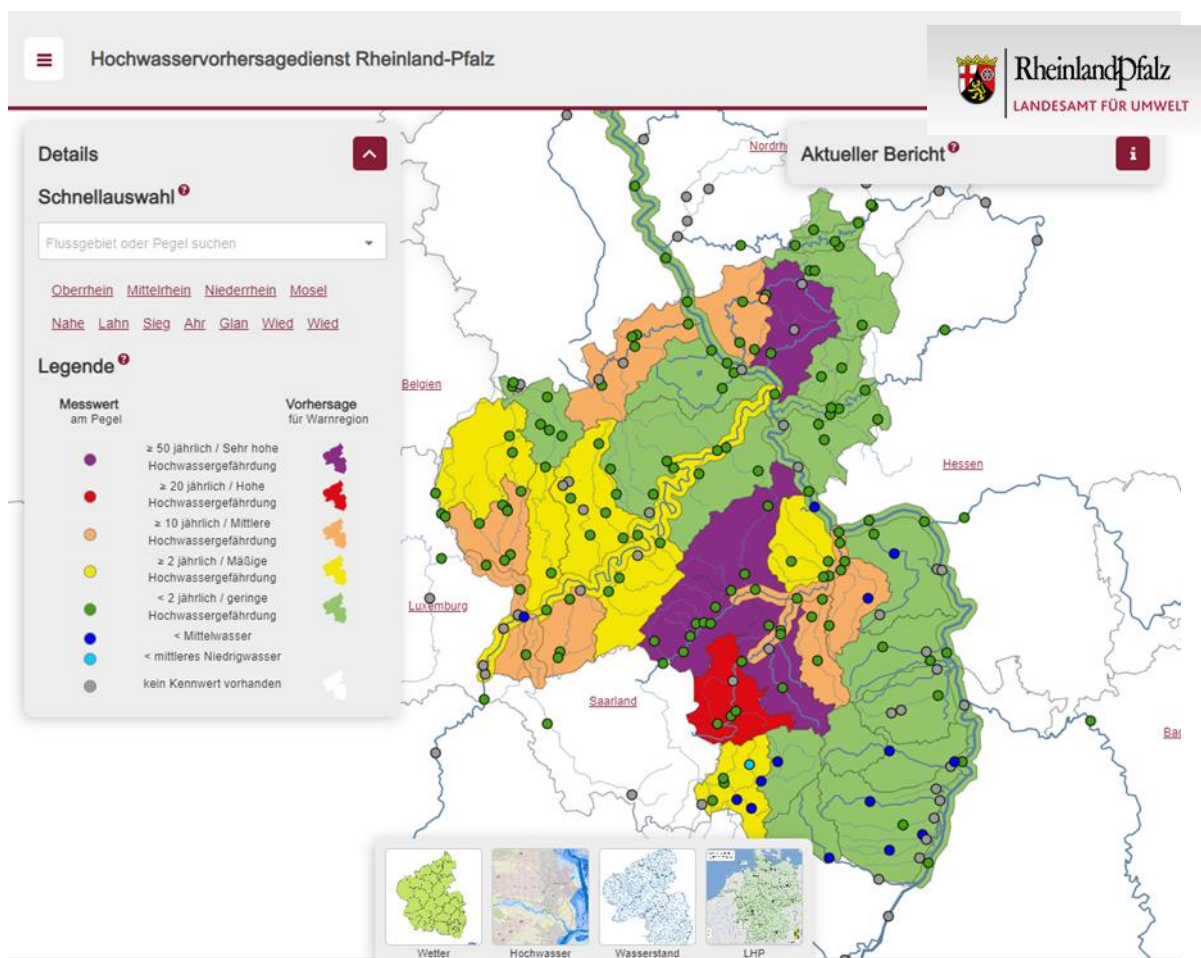 Hochwasservorhersagedienst Rheinland-Pfalz
RheinlandPfalz
LANDESAMT FÜR UMWELT
Details
Schnellauswahl
Flussgebiet oder Pegel suchen
Oberrhein Mittelrhein Niederrhein Mosel
Nahe Lahn Sieg Ahr Glan Wied Wied
Legende
Messwert
am Pegel
Vorhersage
für Warnregion
≥ 50 jährlich / Sehr hohe
Hochwassergefährdung
≥ 20 jährlich / Hohe
Hochwassergefährdung
≥ 10 jährlich / Mittlere
Hochwassergefährdung
≥ 2 jährlich / Mäßige
Hochwassergefährdung
< 2 jährlich / geringe
Hochwassergefährdung
< Mittelwasser
< mittleres Niedrigwasser
kein Kennwert vorhanden
Aktueller Bericht
Nordrh
Belgien
Hessen
Luxemburg
Saarland
Ba
Wetter
Hochwasser
Wasserstand
LHP